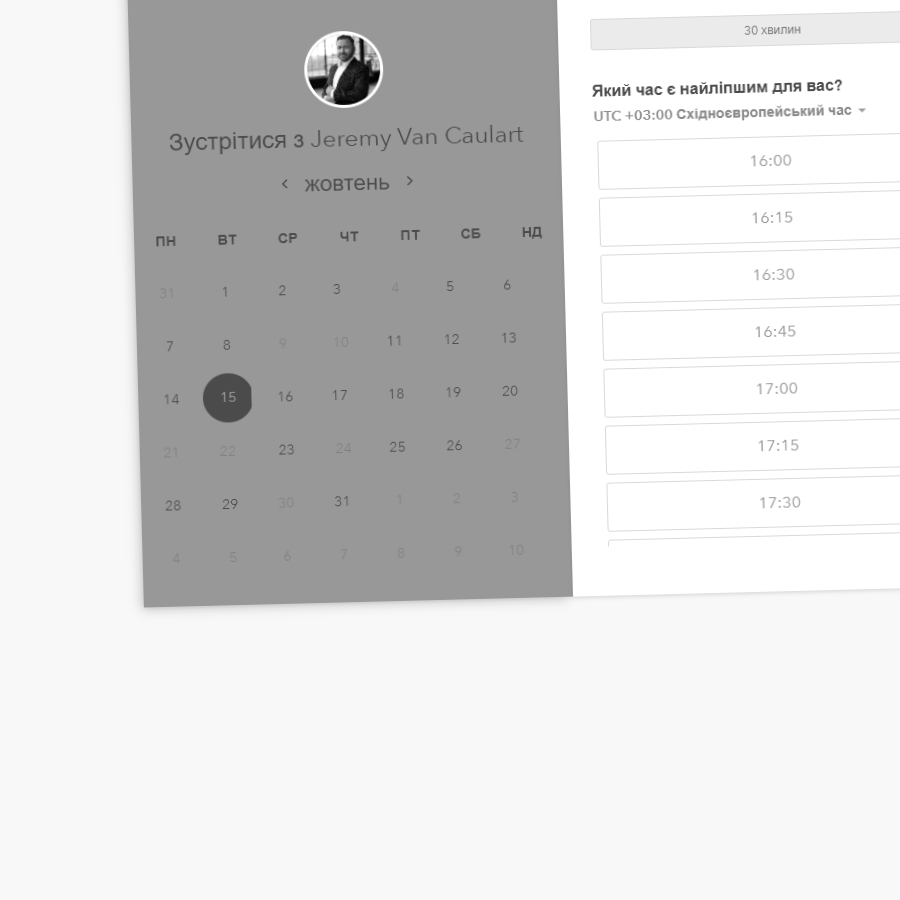 Зустрітися з Jeremy Van Caulart
‹ жовтень ›
ПН ВТ СР ЧТ ПТ СБ НД
31 1 2 3 4 5 6
7 8 9 10 11 12 13
14 15 16 17 18 19 20
21 22 23 24 25 26 27
28 29 30 31 1 2 3
4 5 6 7 8 9 10
30 хвилин
Який час є найліпшим для вас?
UTC +03:00 Східноєвропейський час
16:00
16:15
16:30
16:45
17:00
17:15
17:30